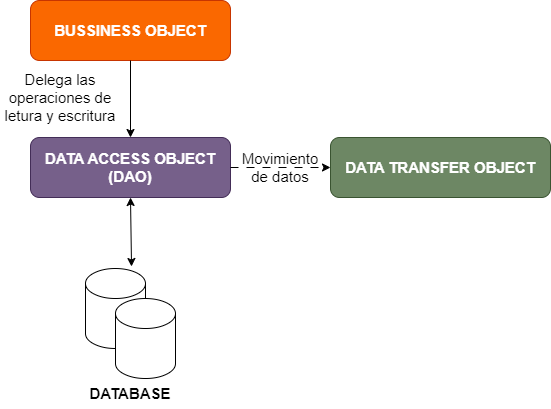 BUSSINESS OBJECT
Delega las
operaciones de
letura y escritura
DATA ACCESS OBJECT
(DAO)
Movimiento
de datos
DATA TRANSFER OBJECT
DATABASE